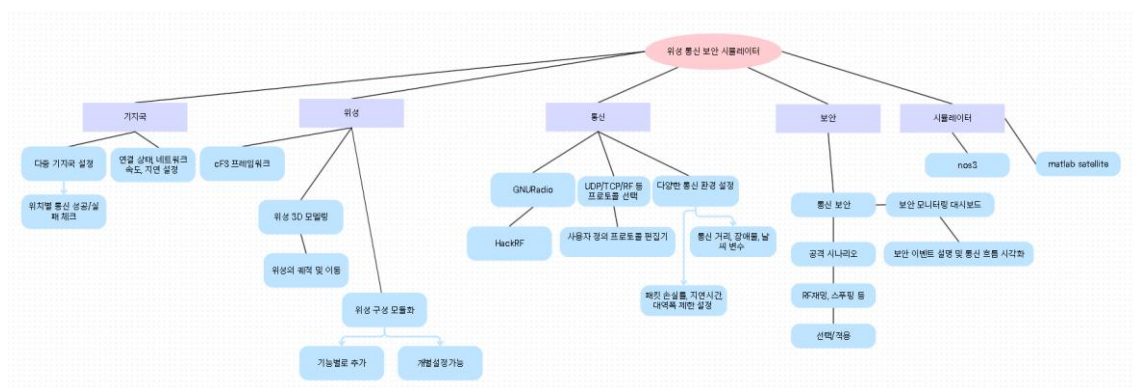 위성 통신 보안 시뮬레이터
기지국
위성
통신
보안
시뮬레이터
다중 기지국 설정
연결 상태, 네트워크
속도, 지연 설정
cFS 프레임워크
GNURadio
UDP/TCP/RF 등
프로토콜 선택
다양한 통신 환경 설정
nos3
matlab satellite
위치별 통신 성공/실
패 체크
위성 3D 모델링
HackRF
사용자 정의 프로토콜 편집기
통신 거리, 장애물, 날
씨 변수
통신 보안
보안 모니터링 대시보드
위성의 궤적 및 이동
공격 시나리오
보안 이벤트 설명 및 통신 흐름 시각화
위성 구성 모듈화
패킷 손실률, 지연시간,
대역폭 제한 설정
RF재밍, 스푸핑 등
기능별로 추가
개별설정가능
선택/적용